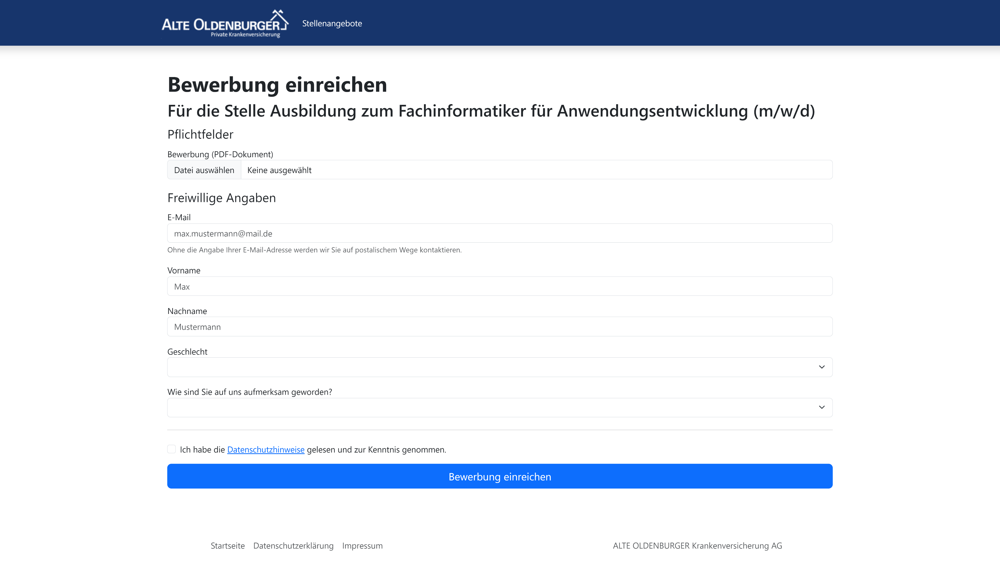 ALTE OLDENBURGER
Private Krankenversicherung
Stellenangebote
Bewerbung einreichen
Für die Stelle Ausbildung zum Fachinformatiker für Anwendungsentwicklung (m/w/d)
Pflichtfelder
Bewerbung (PDF-Dokument)
Datei auswählen Keine ausgewählt
Freiwillige Angaben
E-Mail
max.mustermann@mail.de
Ohne die Angabe Ihrer E-Mail-Adresse werden wir Sie auf postalischem Wege kontaktieren.
Vorname
Max
Nachname
Mustermann
Geschlecht
Wie sind Sie auf uns aufmerksam geworden?
Ich habe die Datenschutzhinweise gelesen und zur Kenntnis genommen.
Bewerbung einreichen
Startseite Datenschutzerklärung Impressum ALTE OLDENBURGER Krankenversicherung AG